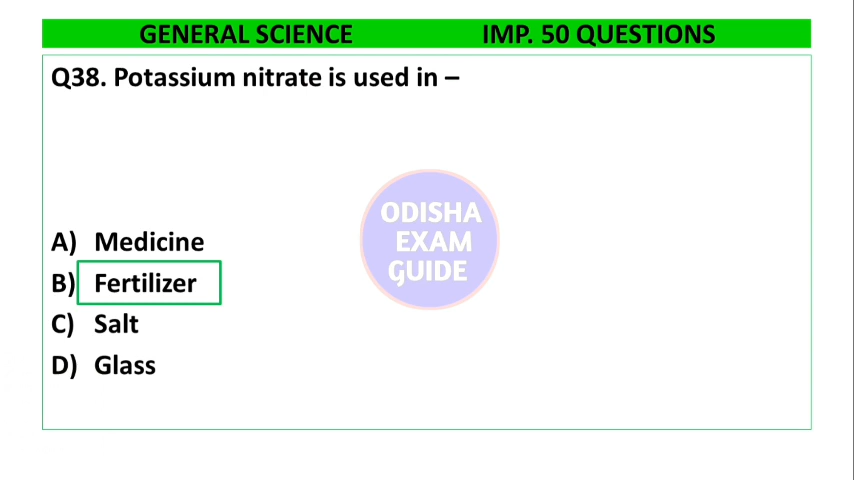 GENERAL SCIENCE IMP. 50 QUESTIONS
Q38. Potassium nitrate is used in –
ODISHA
EXAM
GUIDE
A) Medicine
B) Fertilizer
C) Salt
D) Glass